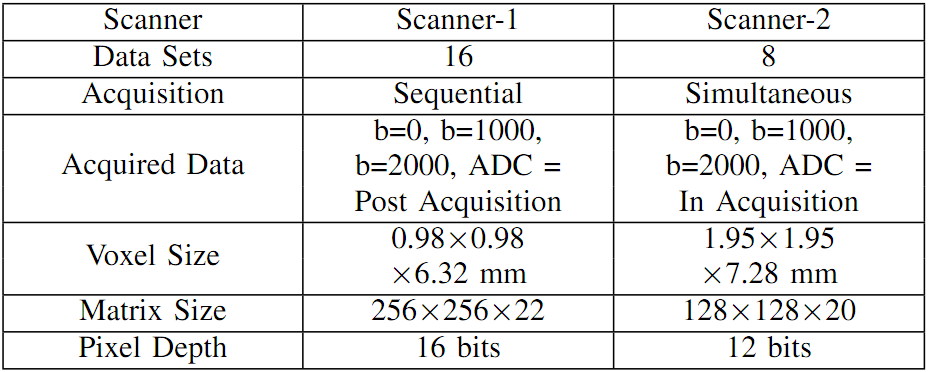 Scanner Scanner-1 Scanner-2
Data Sets 16 8
Acquisition Sequential Simultaneous
b=0, b=1000, b=0, b=1000,
Acquired Data b=2000, ADC = b=2000, ADC =
Post Acquisition In Acquisition
Voxel Size 0.98×0.98 1.95×1.95
×6.32 mm ×7.28 mm
Matrix Size 256×256×22 128×128×20
Pixel Depth 16 bits 12 bits